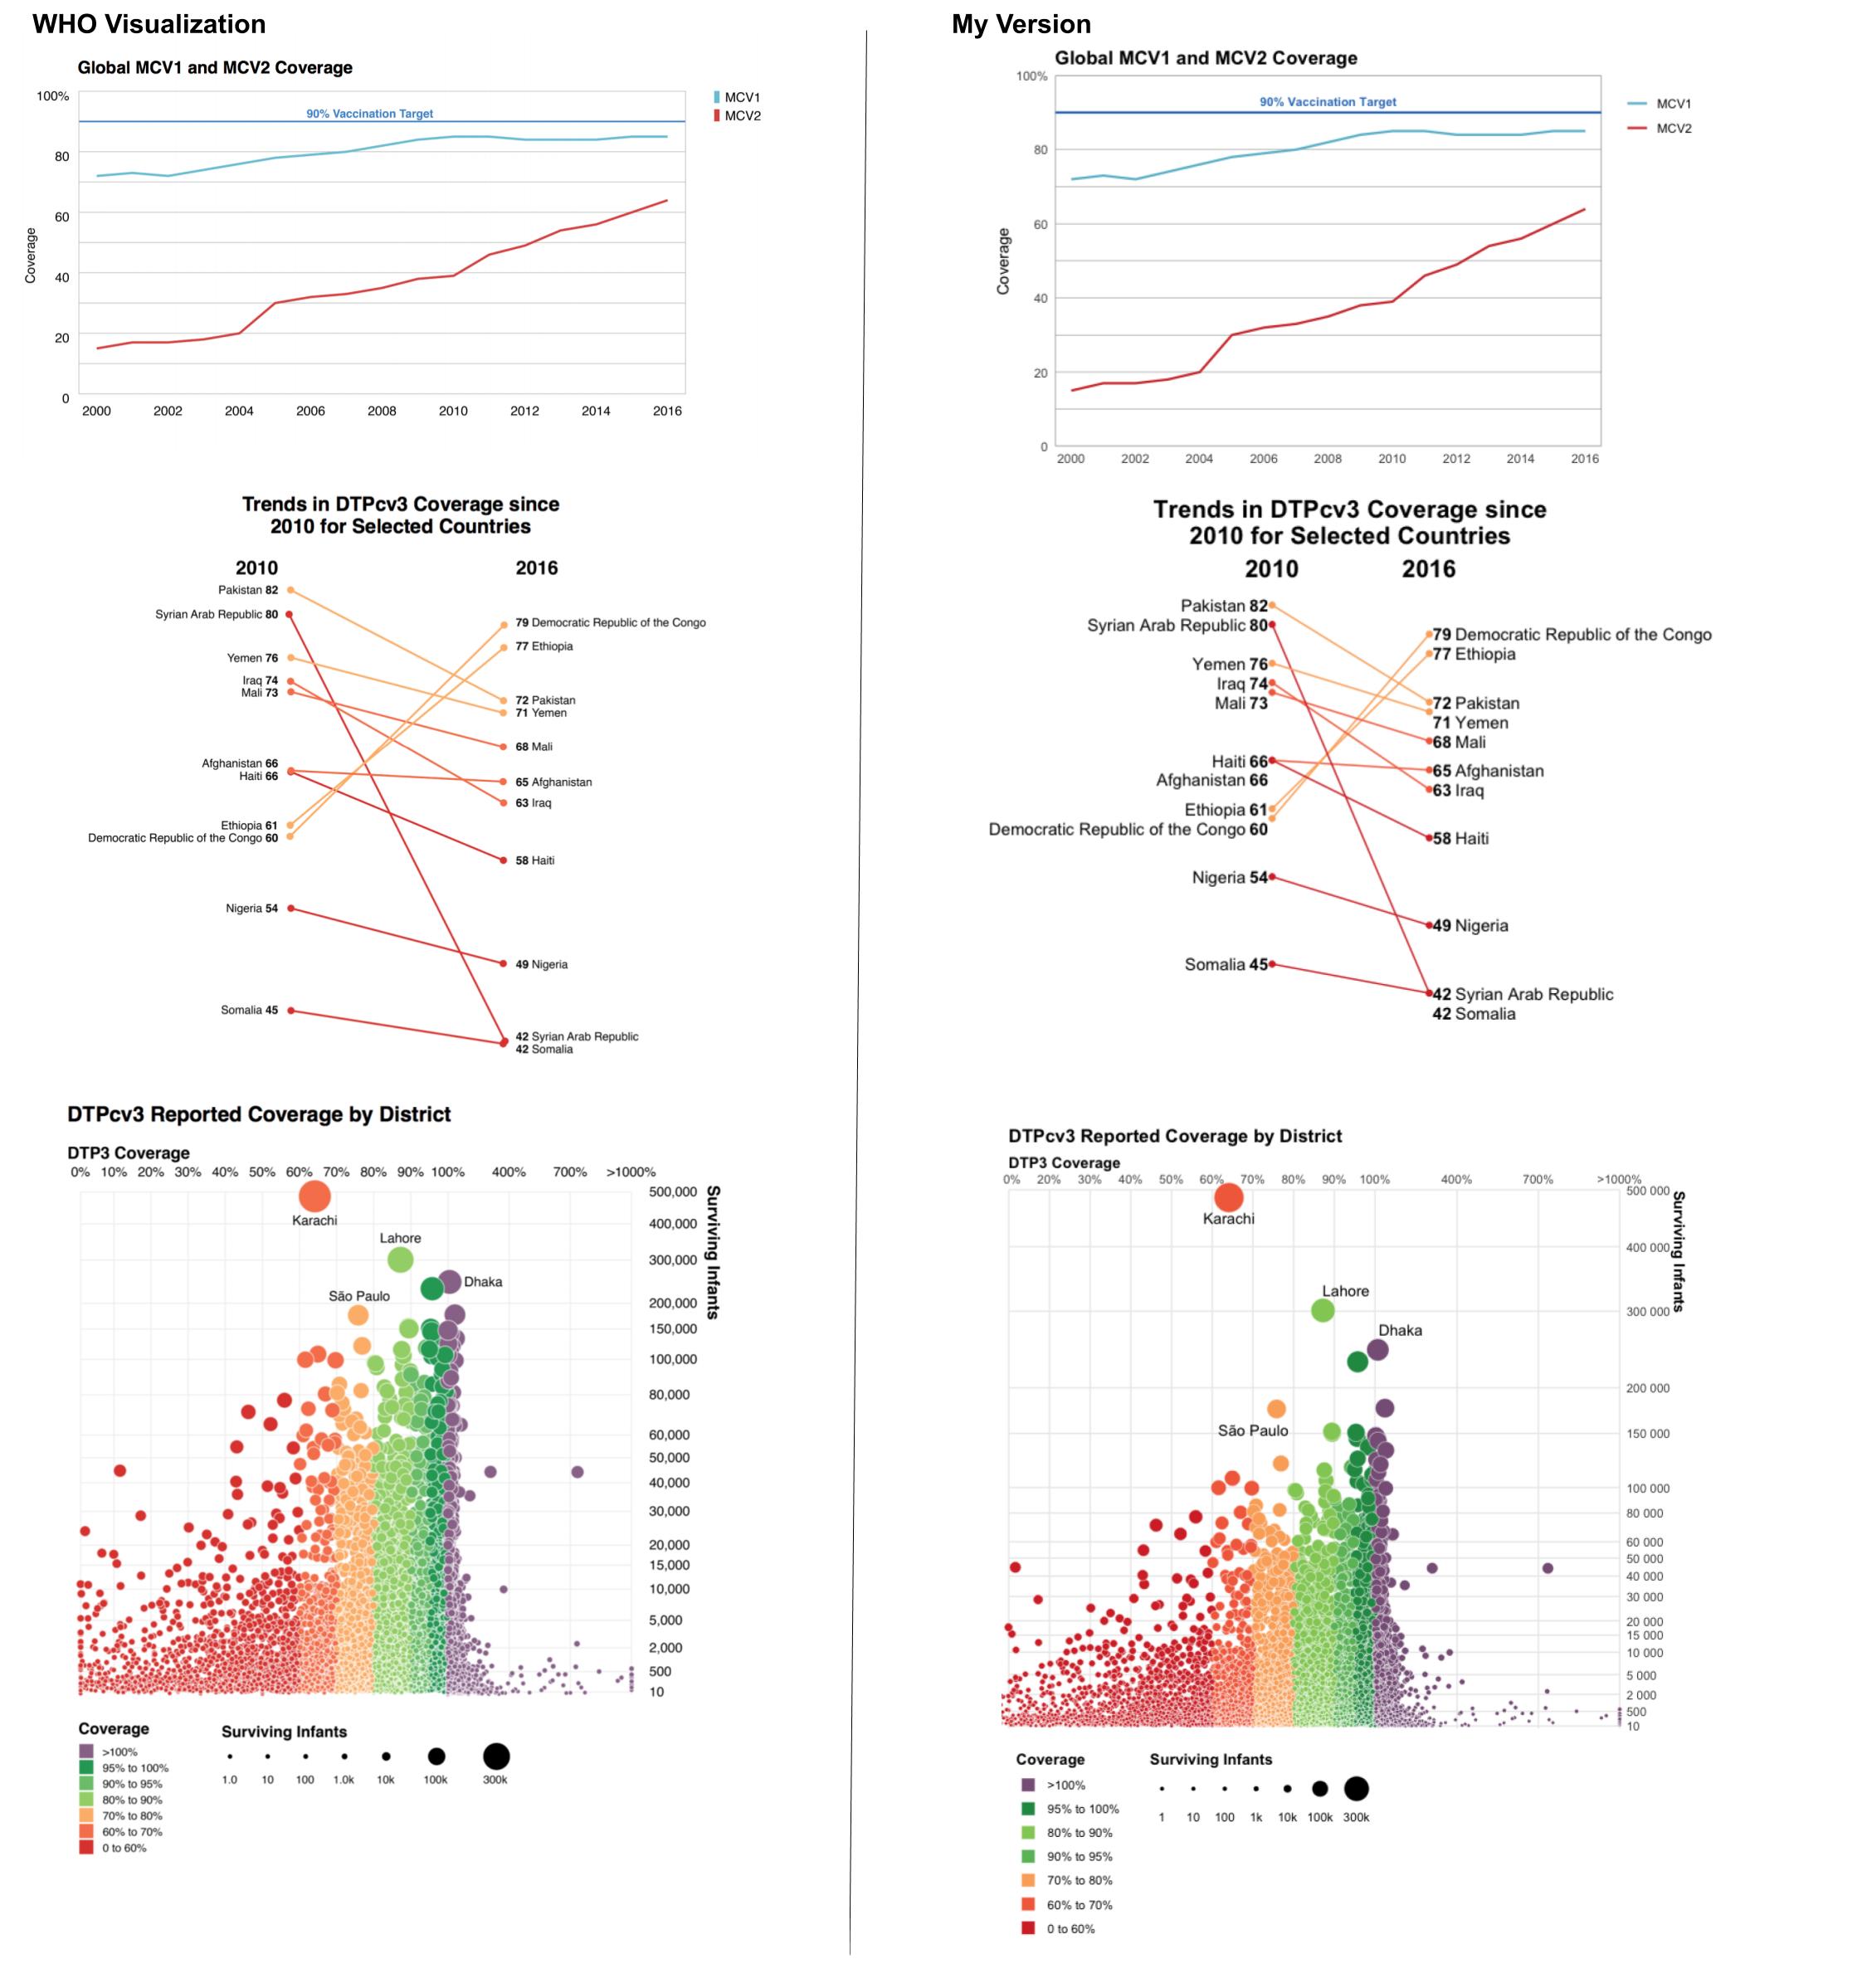 WHO Visualization
Global MCV1 and MCV2 Coverage
100%
90% Vaccination Target
MCV1
MCV2
80
60
Coverage
40
20
0
2000 2002 2004 2006 2008 2010 2012 2014 2016
Trends in DTPcv3 Coverage since
2010 for Selected Countries
2010 2016
Pakistan 82
Syrian Arab Republic 80
79 Democratic Republic of the Congo
77 Ethiopia
Yemen 76
Iraq 74
Mali 73
72 Pakistan
71 Yemen
68 Mali
Afghanistan 66
Haiti 66
65 Afghanistan
63 Iraq
Ethiopia 61
Democratic Republic of the Congo 60
58 Haiti
Nigeria 54
49 Nigeria
Somalia 45
42 Syrian Arab Republic
42 Somalia
DTPcv3 Reported Coverage by District
DTP3 Coverage
0% 10% 20% 30% 40% 50% 60% 70% 80% 90% 100% 400% 700% >1000%
Surviving Infants
500,000
Karachi
400,000
Lahore
300,000
Dhaka
São Paulo
200,000
150,000
100,000
80,000
60,000
50,000
40,000
30,000
20,000
15,000
10,000
5,000
2,000
500
10
Coverage
>100%
95% to 100%
90% to 95%
80% to 90%
70% to 80%
60% to 70%
0 to 60%
Surviving Infants
1.0 10 100 1.0k 10k 100k 300k
My Version
Global MCV1 and MCV2 Coverage
100%
90% Vaccination Target
MCV1
MCV2
80
60
Coverage
40
20
0
2000 2002 2004 2006 2008 2010 2012 2014 2016
Trends in DTPcv3 Coverage since
2010 for Selected Countries
2010 2016
Pakistan 82
Syrian Arab Republic 80
79 Democratic Republic of the Congo
77 Ethiopia
Yemen 76
Iraq 74
Mali 73
72 Pakistan
71 Yemen
68 Mali
Haiti 66
Afghanistan 66
65 Afghanistan
63 Iraq
Ethiopia 61
Democratic Republic of the Congo 60
58 Haiti
Nigeria 54
49 Nigeria
Somalia 45
42 Syrian Arab Republic
42 Somalia
DTPcv3 Reported Coverage by District
DTP3 Coverage
0% 20% 30% 40% 50% 60% 70% 80% 90% 100% 400% 700% >1000%
Surviving Infants
500 000
Karachi
400 000
Lahore
300 000
Dhaka
200 000
São Paulo
150 000
100 000
80 000
60 000
50 000
40 000
30 000
20 000
15 000
10 000
5 000
2 000
500
10
Coverage
>100%
95% to 100%
80% to 90%
90% to 95%
70% to 80%
60% to 70%
0 to 60%
Surviving Infants
1 10 100 1k 10k 100k 300k